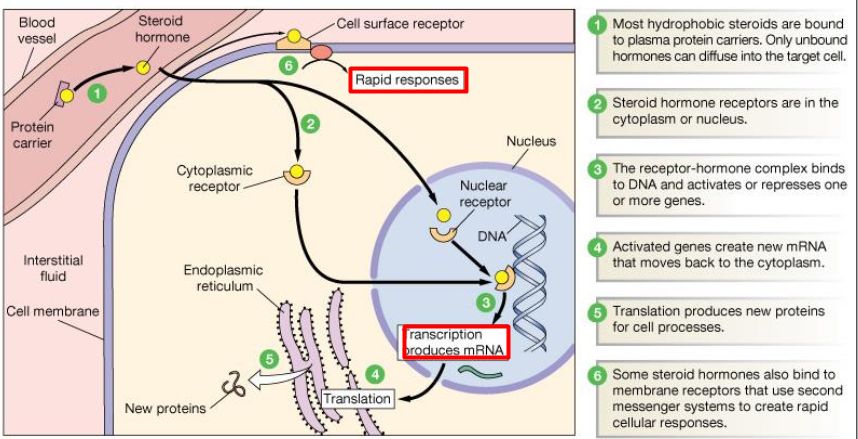 Blood
vessel
Steroid
hormone
Cell surface receptor
1
Protein
carrier
6
Rapid responses
2
Cytoplasmic
receptor
Nucleus
Nuclear
receptor
DNA
Interstitial
fluid
Cell membrane
Endoplasmic
reticulum
3
Transcription
produces mRNA
5
4
New proteins
Translation
1 Most hydrophobic steroids are bound
to plasma protein carriers. Only unbound
hormones can diffuse into the target cell.
2 Steroid hormone receptors are in the
cytoplasm or nucleus.
3 The receptor-hormone complex binds
to DNA and activates or represses one
or more genes.
4 Activated genes create new mRNA
that moves back to the cytoplasm.
5 Translation produces new proteins
for cell processes.
6 Some steroid hormones also bind to
membrane receptors that use second
messenger systems to create rapid
cellular responses.